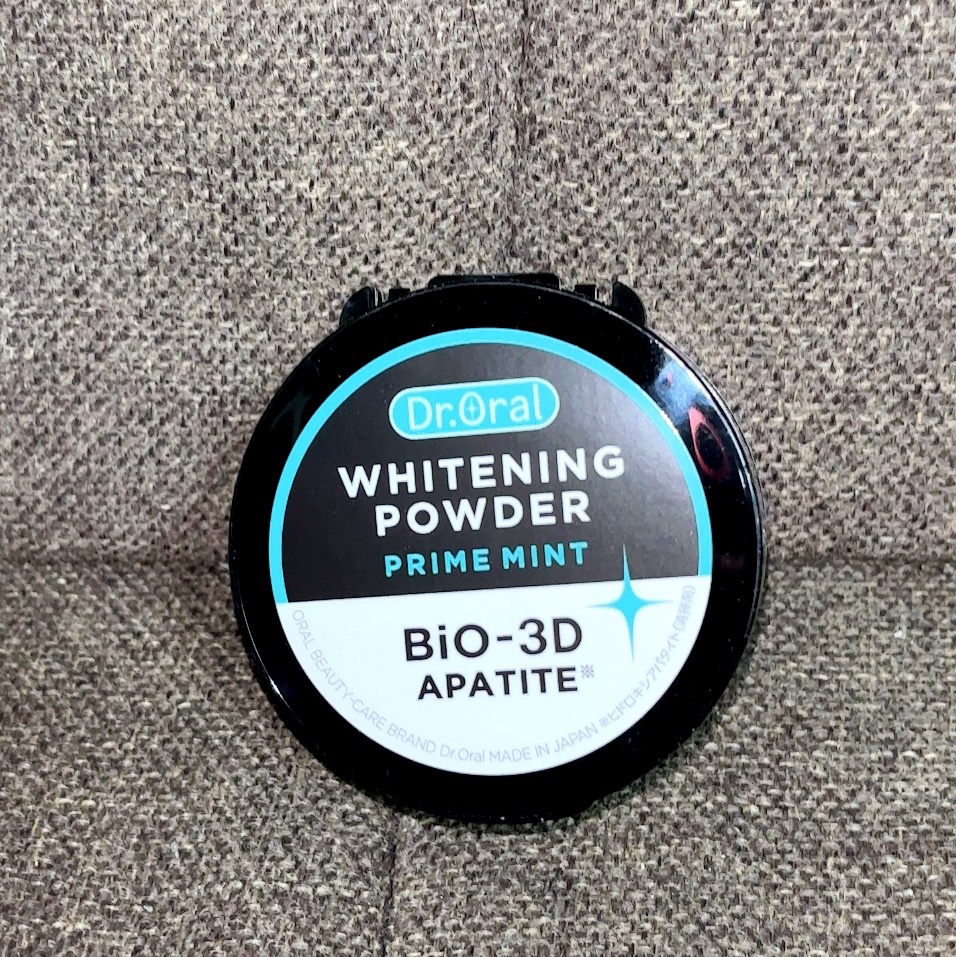 Dr.Oral
WHITENING
POWDER
PRIME MINT
BiO-3D
APATITE※
ORAL BEAUTY-CARE BRAND Dr.Oral MADE IN JAPAN ※ヒドロキシアパタイト(清掃剤)